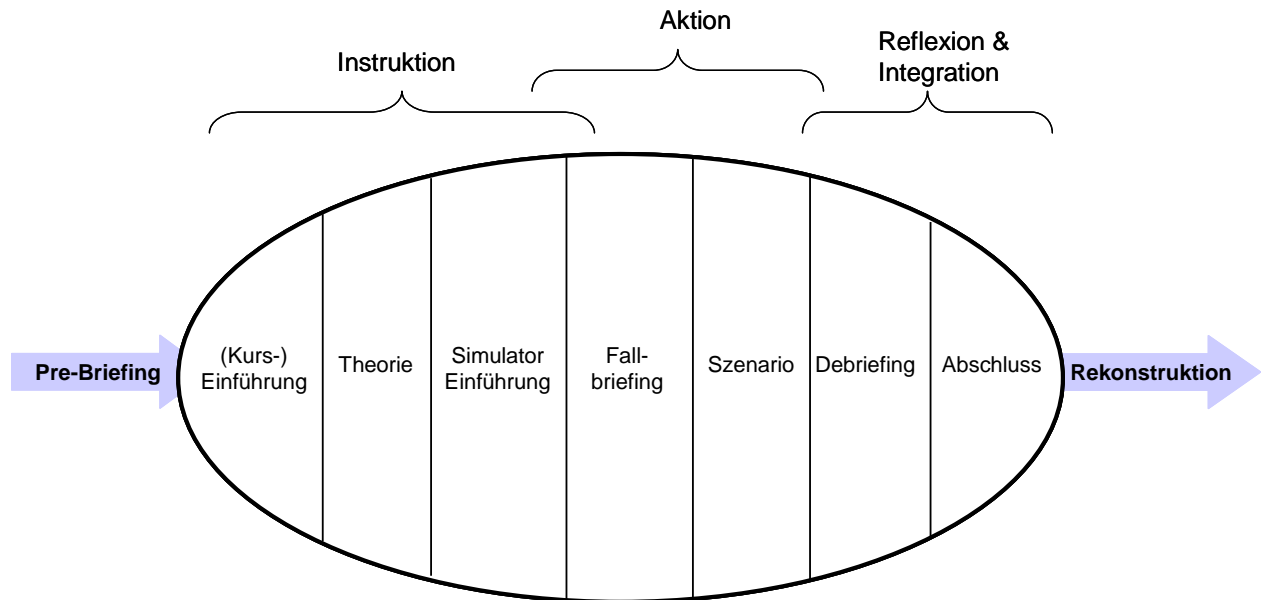 Aktion
Instruktion
Reflexion &
Integration
Pre-Briefing
(Kurs-)
Einführung
Theorie
Simulator
Einführung
Fall-
briefing
Szenario
Debriefing
Abschluss
Rekonstruktion